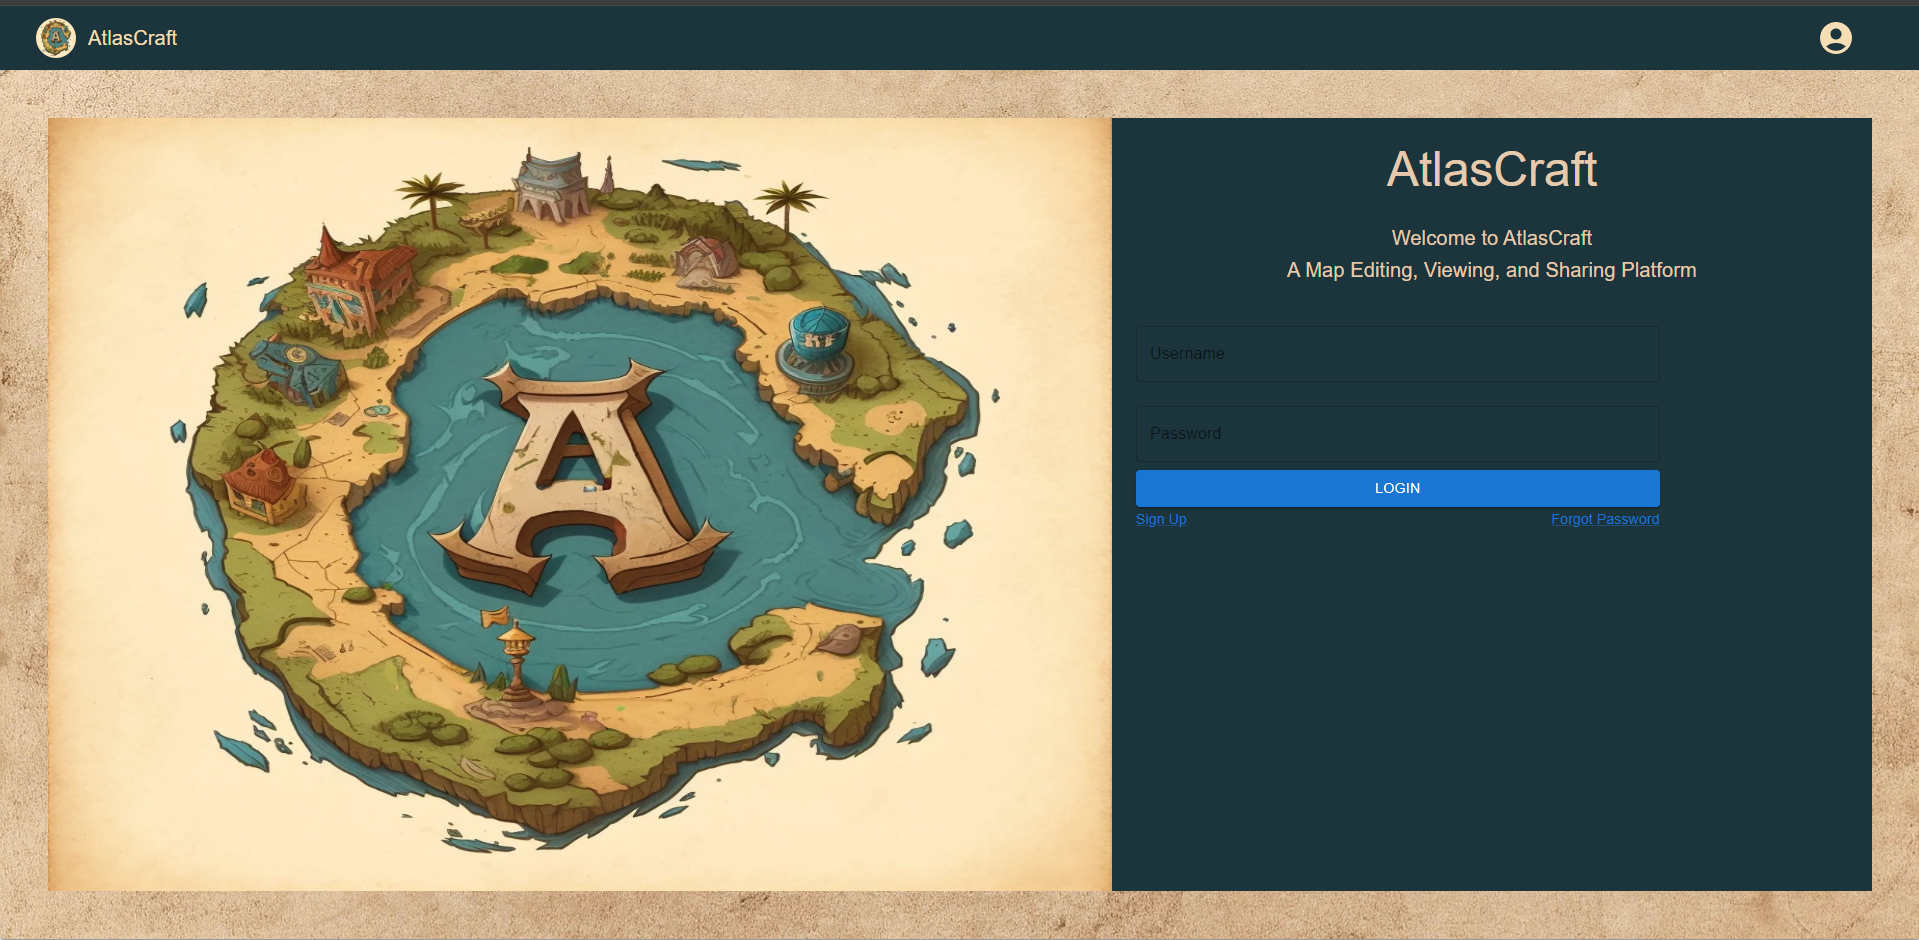 AtlasCraft
A
AtlasCraft
Welcome to AtlasCraft
A Map Editing, Viewing, and Sharing Platform
Username
Password
LOGIN
Sign Up
Forgot Password